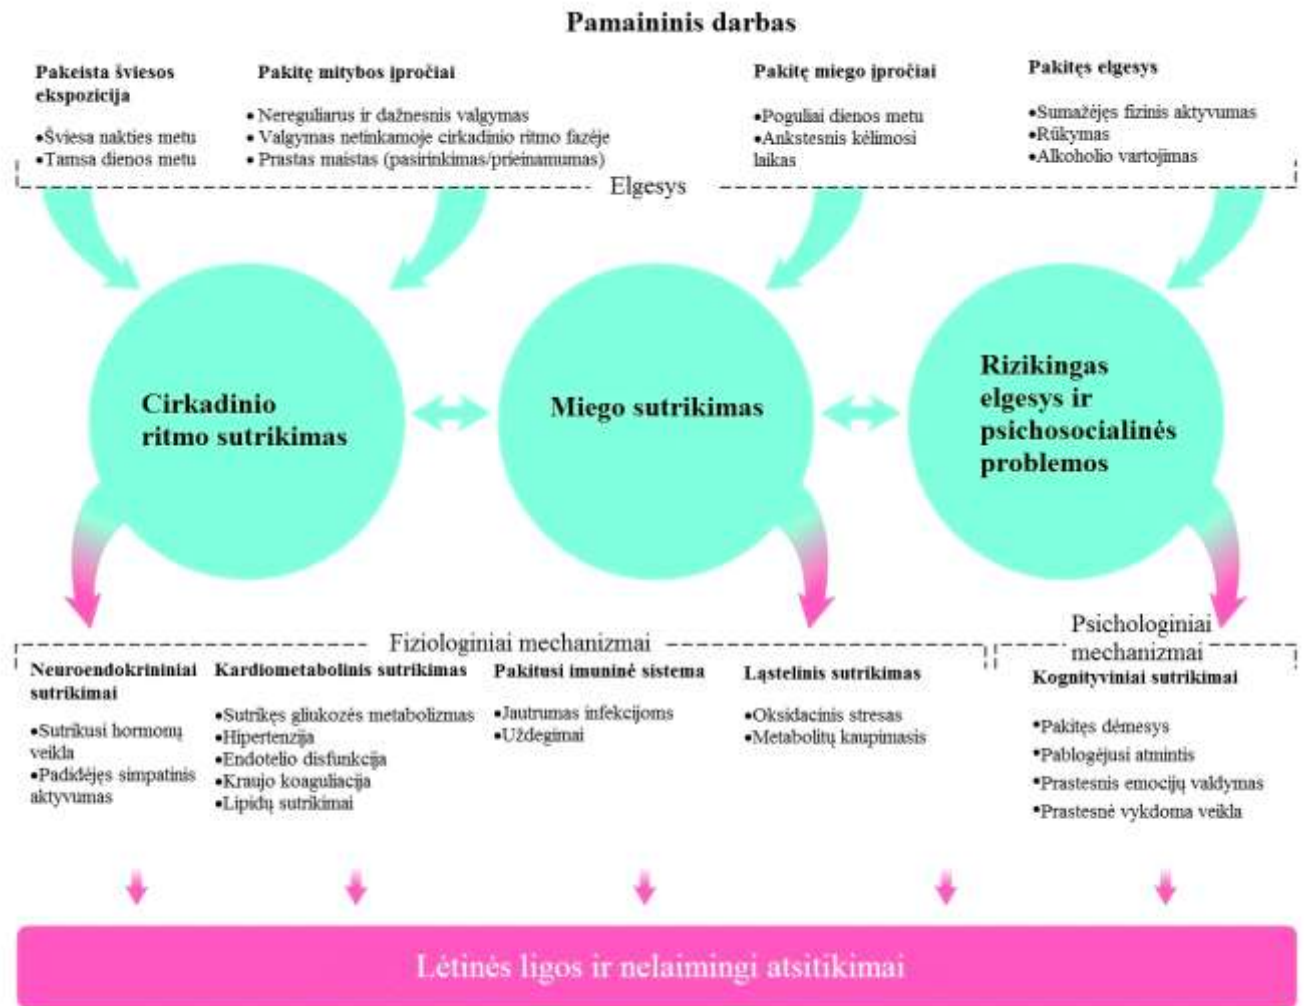 Pamaininis darbas
Pakeista šviesos
ekspozicija
•Šviesa nakties metu
•Tamsa dienos metu
Pakitę mitybos įpročiai
• Nereguliarus ir dažnesnis valgymas
• Valgymas netinkamoje cirkadinio ritmo fazėje
• Prastas maistas (pasirinkimas/prieinamumas)
Pakitę miego įpročiai
•Poguliai dienos metu
•Ankstesnis kėlimosi
laikas
Pakitęs elgesys
•Sumažėjęs fizinis aktyvumas
•Rūkymas
•Alkoholio vartojimas
Elgesys
Cirkadinio
ritmo sutrikimas
Miego sutrikimas
Rizikingas
elgesys ir
psichosocialinės
problemos
Fiziologiniai mechanizmai
Psichologiniai
mechanizmai
Neuroendokrininiai
sutrikimai
•Sutrikusi hormonų
veikla
•Padidėjęs simpatinis
aktyvumas
Kardiometabolinis sutrikimas
•Sutrikęs gliukozės metabolizmas
•Hipertenzija
•Endotelio disfunkcija
•Kraujo koaguliacija
•Lipidų sutrikimai
Pakitusi imuninė sistema
•Jautrumas infekcijoms
•Uždegimai
Ląstelinis sutrikimas
•Oksidacinis stresas
•Metabolitų kaupimasis
Kognityviniai sutrikimai
•Pakitęs dėmesys
•Pablogėjusi atmintis
•Prastesnis emocijų valdymas
•Prastesnė vykdoma veikla
Lėtinės ligos ir nelaimingi atsitikimai